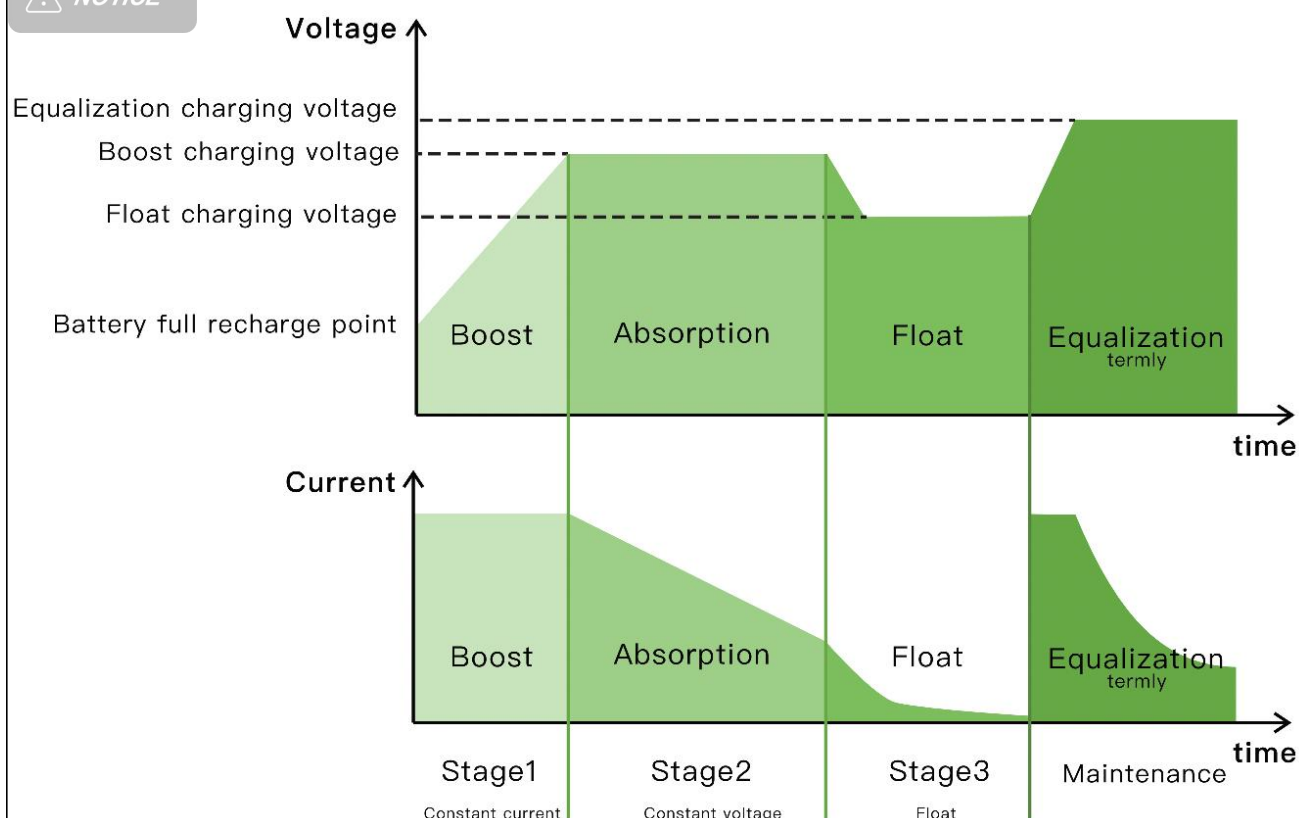 NOTICE
Voltage
Equalization charging voltage
Boost charging voltage
Float charging voltage
Battery full recharge point
Boost
Absorption
Float
Equalization
termly
time
Current
Boost
Absorption
Float
Equalization
termly
time
Stage1
Stage2
Stage3
Maintenance
Constant current
Constant voltage
Float